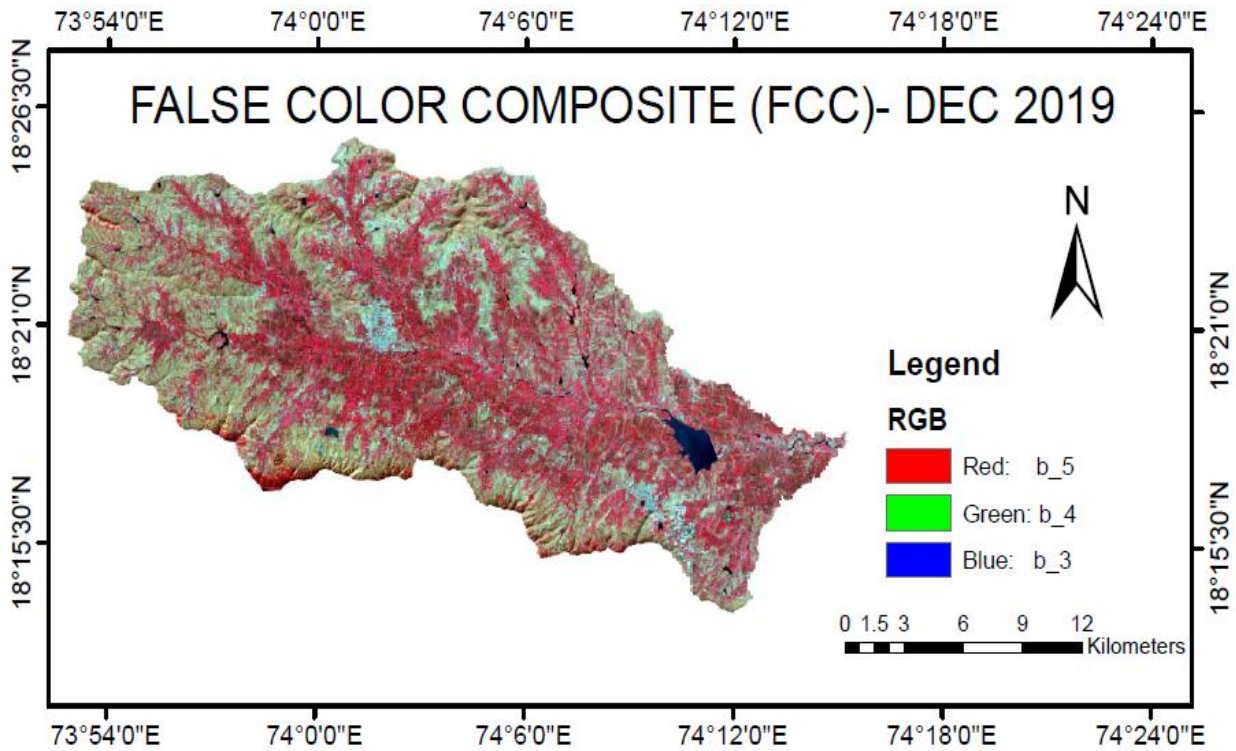 73°54'0"E 74°0'0"E 74°6'0"E 74°12'0"E 74°18'0"E 74°24'0"E
FALSE COLOR COMPOSITE (FCC)- DEC 2019
18°26'30"N
N
18°21'0"N
18°21'0"N
Legend
RGB
Red: b_5
Green: b_4
Blue: b_3
18°15'30"N
18°15'30"N
0 1.5 3 6 9 12
Kilometers
73°54'0"E 74°0'0"E 74°6'0"E 74°12'0"E 74°18'0"E 74°24'0"E